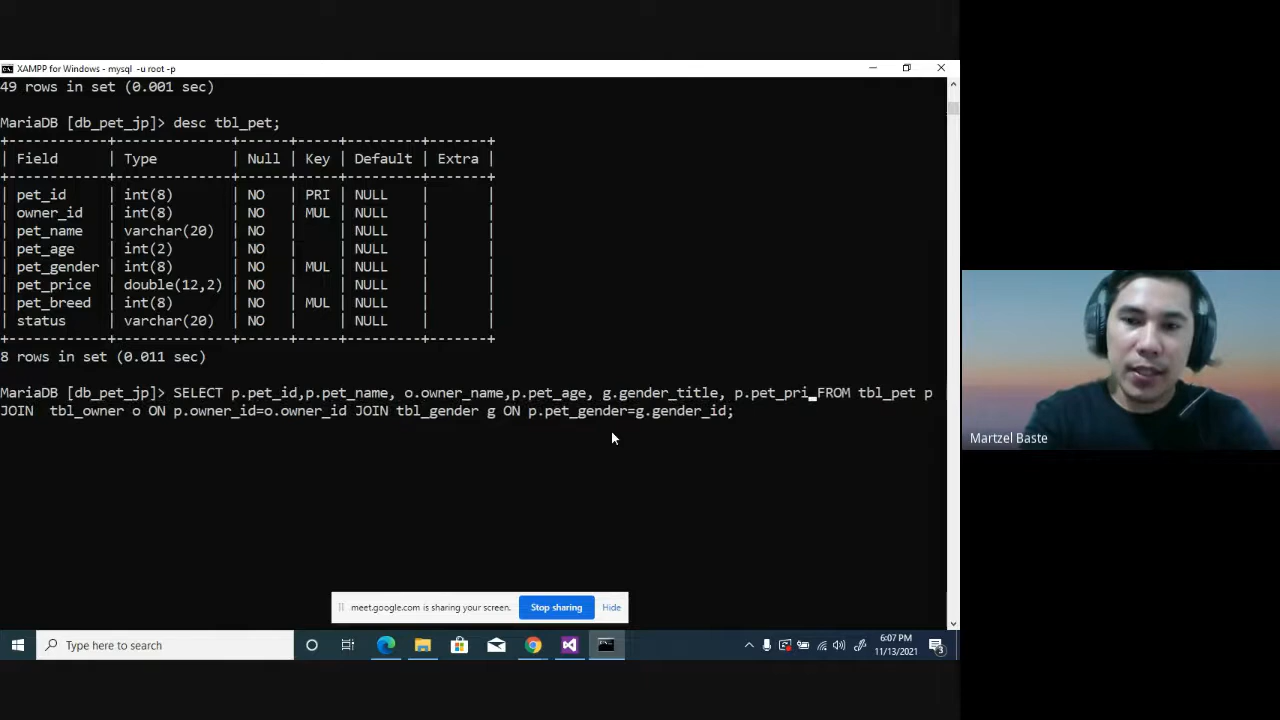 XAMPP for Windows - mysql -u root -p
49 rows in set (0.001 sec)
MariaDB [db_pet_jp]> desc tbl_pet;
+------------+--------------+------+-----+---------+-------+
| Field | Type | Null | Key | Default | Extra |
+------------+--------------+------+-----+---------+-------+
| pet_id | int(8) | NO | PRI | NULL | |
| owner_id | int(8) | NO | MUL | NULL | |
| pet_name | varchar(20) | NO | | NULL | |
| pet_age | int(2) | NO | | NULL | |
| pet_gender | int(8) | NO | MUL | NULL | |
| pet_price | double(12,2) | NO | | NULL | |
| pet_breed | int(8) | NO | MUL | NULL | |
| status | varchar(20) | NO | | NULL | |
+------------+--------------+------+-----+---------+-------+
8 rows in set (0.011 sec)
MariaDB [db_pet_jp]> SELECT p.pet_id,p.pet_name, o.owner_name,p.pet_age, g.gender_title, p.pet_pri_FROM tbl_pet p
JOIN  tbl_owner o ON p.owner_id=o.owner_id JOIN tbl_gender g ON p.pet_gender=g.gender_id;
Martzel Baste
meet.google.com is sharing your screen. Stop sharing Hide
Type here to search
6:07 PM
11/13/2021
3